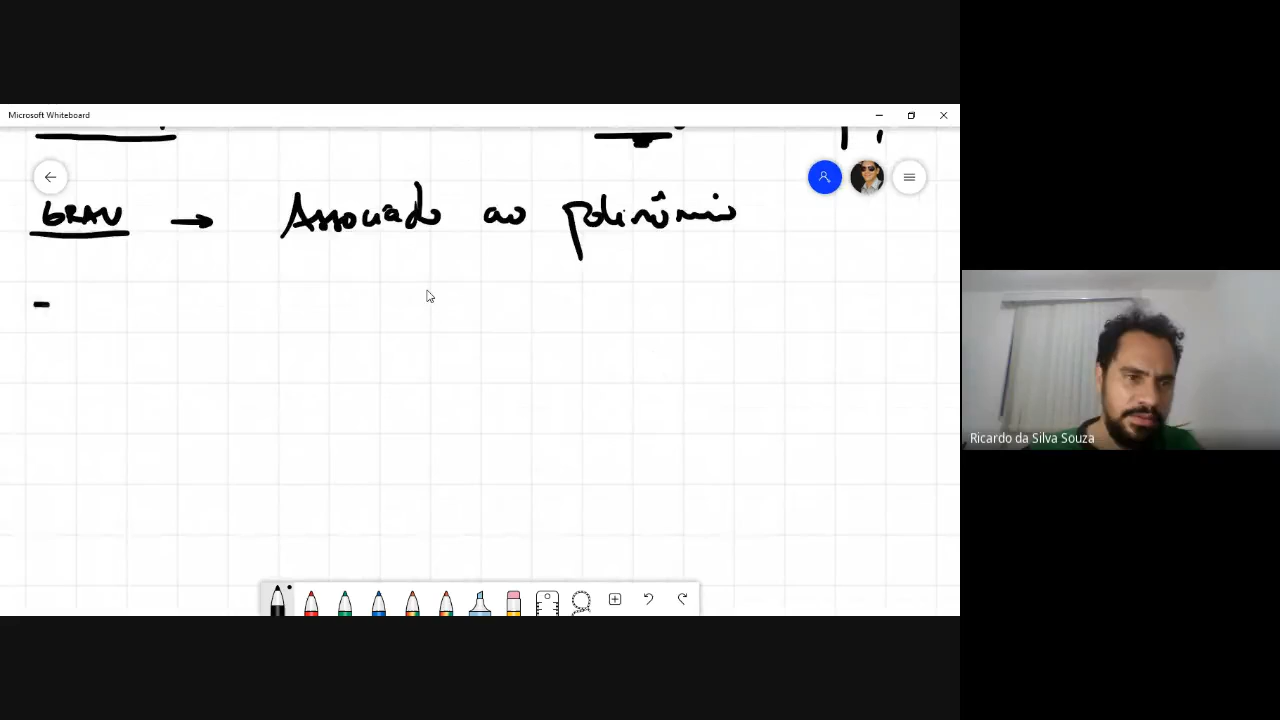 Microsoft Whiteboard
GRAU → Associado ao polinômio
-
Ricardo da Silva Souza